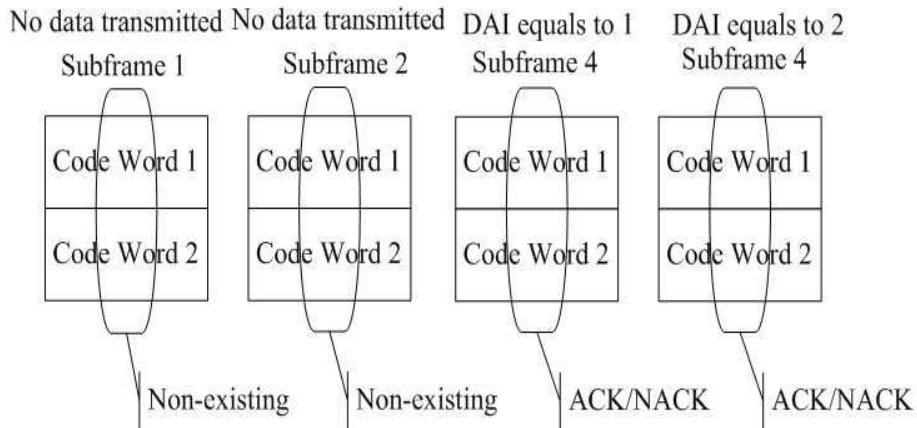 No data transmitted No data transmitted DAI equals to 1 DAI equals to 2
Subframe 1 Subframe 2 Subframe 4 Subframe 4
Code Word 1 Code Word 1 Code Word 1 Code Word 1
Code Word 2 Code Word 2 Code Word 2 Code Word 2
Non-existing Non-existing ACK/NACK ACK/NACK